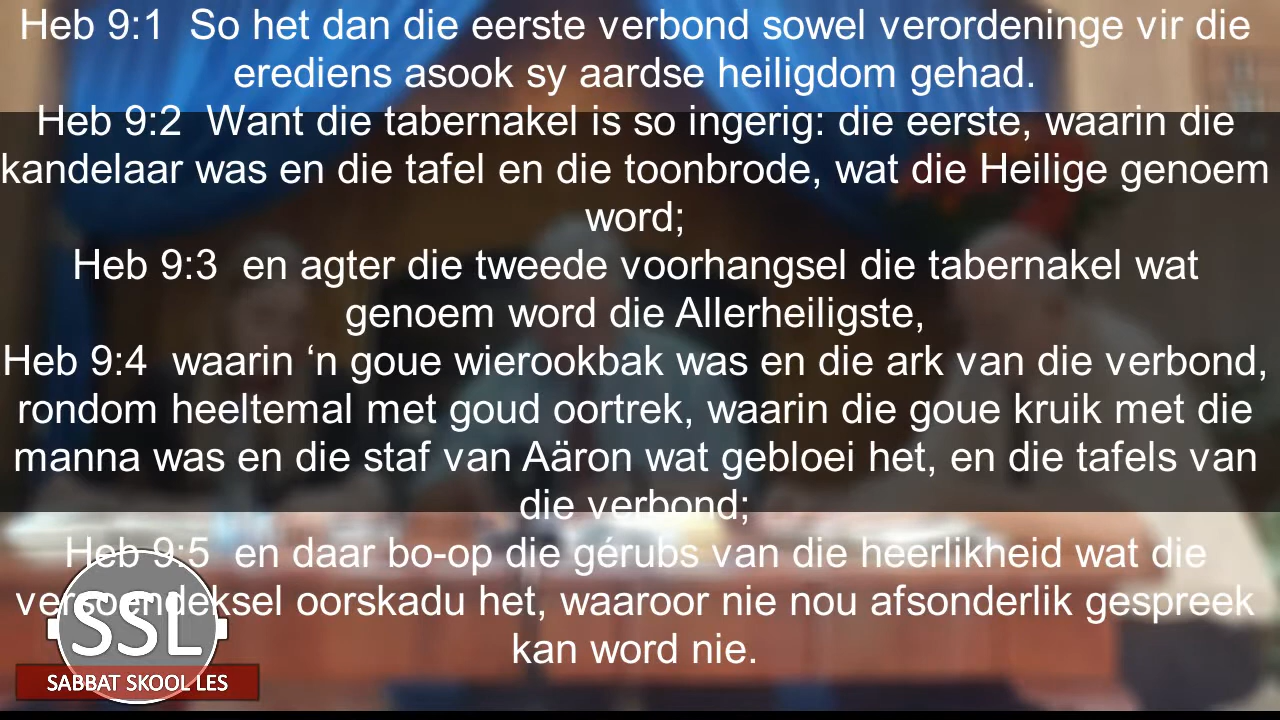 Heb 9:1  So het dan die eerste verbond sowel verordeninge vir die
erediens asook sy aardse heiligdom gehad.
Heb 9:2  Want die tabernakel is so ingerig: die eerste, waarin die
kandelaar was en die tafel en die toonbrode, wat die Heilige genoem
word;
Heb 9:3  en agter die tweede voorhangsel die tabernakel wat
genoem word die Allerheiligste,
Heb 9:4  waarin ‘n goue wierookbak was en die ark van die verbond,
rondom heeltemal met goud oortrek, waarin die goue kruik met die
manna was en die staf van Aäron wat gebloei het, en die tafels van
die verbond;
Heb 9:5  en daar bo-op die gérubs van die heerlikheid wat die
versoendeksel oorskadu het, waaroor nie nou afsonderlik gespreek
kan word nie.
SSL
SABBAT SKOOL LES